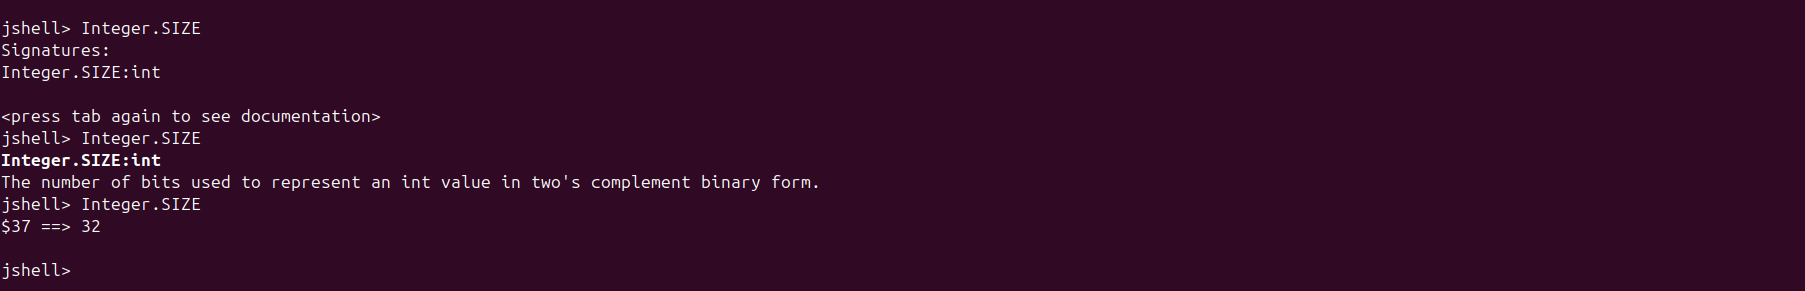 jshell> Integer.SIZE
Signatures:
Integer.SIZE:int
<press tab again to see documentation>
jshell> Integer.SIZE
Integer.SIZE:int
The number of bits used to represent an int value in two's complement binary form.
jshell> Integer.SIZE
$37 ==> 32
jshell>